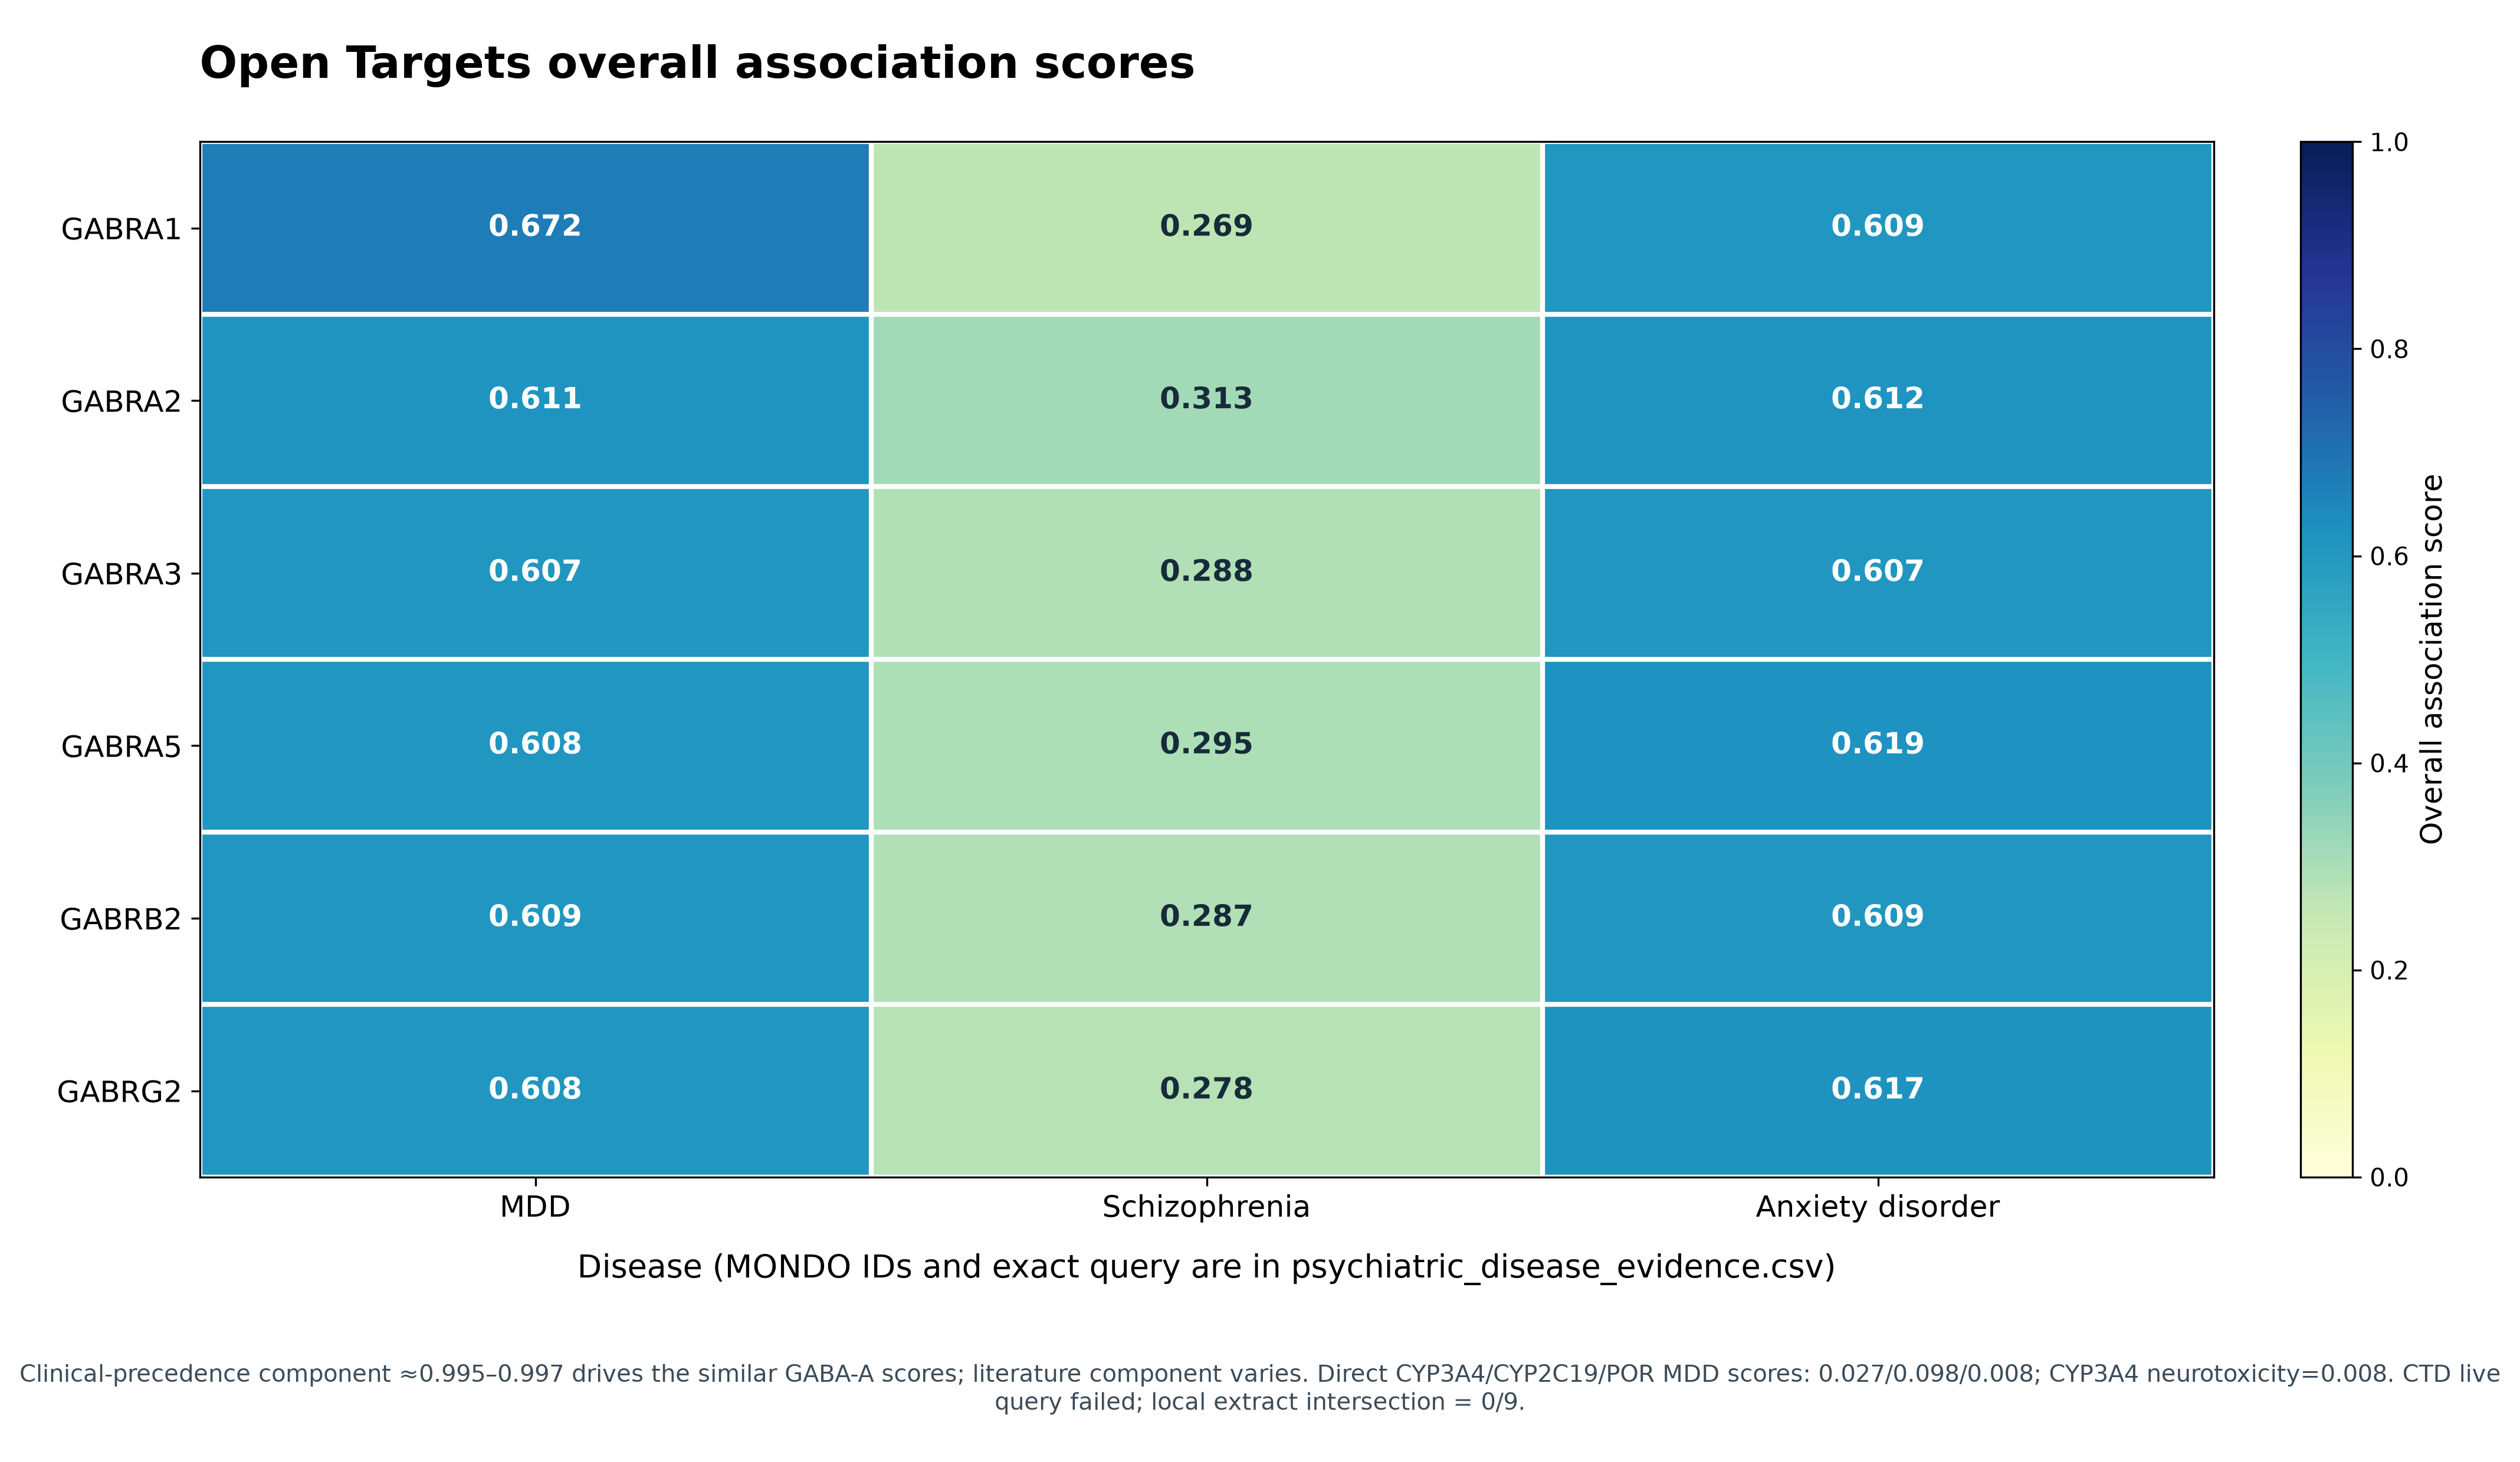 Open Targets overall association scores
GABRA1 0.672 0.269 0.609
GABRA2 0.611 0.313 0.612
GABRA3 0.607 0.288 0.607
GABRA5 0.608 0.295 0.619
GABRB2 0.609 0.287 0.609
GABRG2 0.608 0.278 0.617
MDD Schizophrenia Anxiety disorder
Disease (MONDO IDs and exact query are in psychiatric_disease_evidence.csv)
1.0
0.8
0.6
0.4
0.2
0.0
Overall association score
Clinical-precedence component ≈0.995–0.997 drives the similar GABA-A scores; literature component varies. Direct CYP3A4/CYP2C19/POR MDD scores: 0.027/0.098/0.008; CYP3A4 neurotoxicity=0.008. CTD live
query failed; local extract intersection = 0/9.